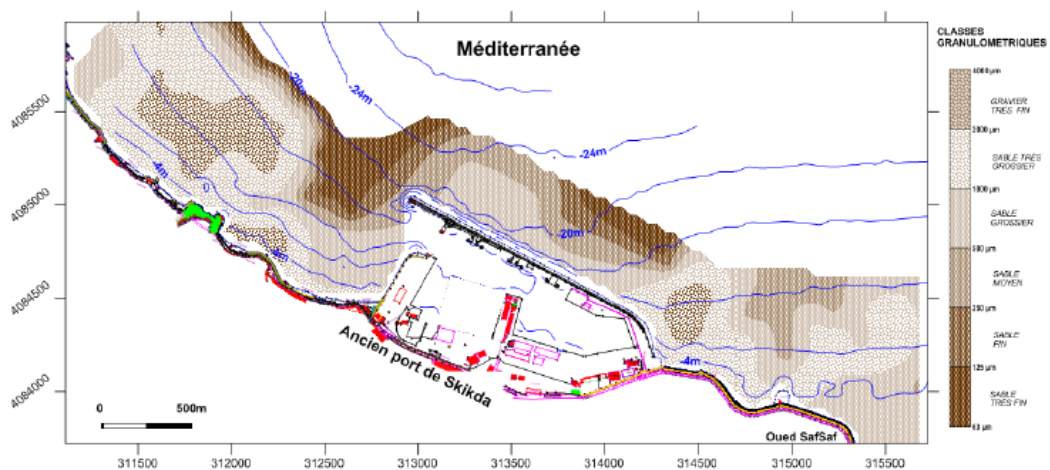 CLASSES
GRANULOMETRIQUES
Méditerranée
4000 µm
GRAVIER
TRES FIN
2000 µm
SABLE TRÈS
GROSSIER
1000 µm
SABLE
GROSSIER
500 µm
SABLE
MOYEN
250 µm
SABLE
FIN
125 µm
SABLE
TRÈS FIN
63 µm
-20m
-24m
-24m
-4m
0
-20m
-4m
-4m
4085500
4085000
4084500
4084000
Ancien port de Skikda
0 500m
Oued SafSaf
311500 312000 312500 313000 313500 314000 314500 315000 315500